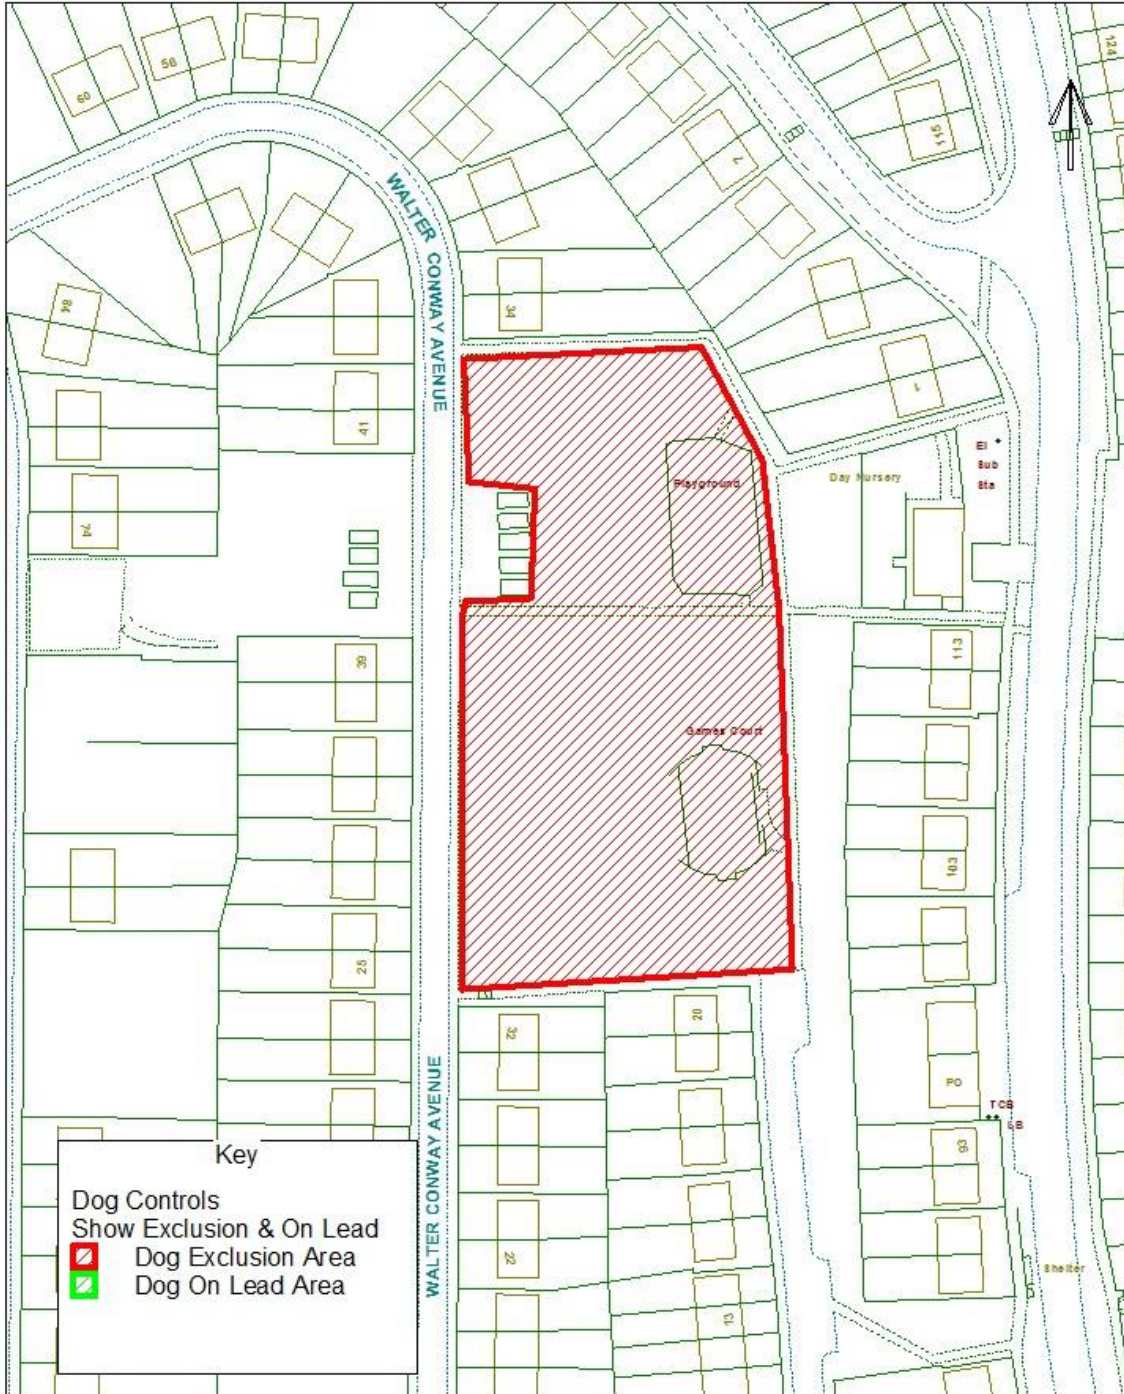 124
56
60
115
7
WALTER CONWAY AVENUE
34
64
1
41
El
Sub
Sta
Playground
Day Nursery
74
39
113
Games Court
103
25
20
32
PO
TCB
LB
93
WALTER CONWAY AVENUE
22
Shelter
13
Key
Dog Controls
Show Exclusion & On Lead
Dog Exclusion Area
Dog On Lead Area